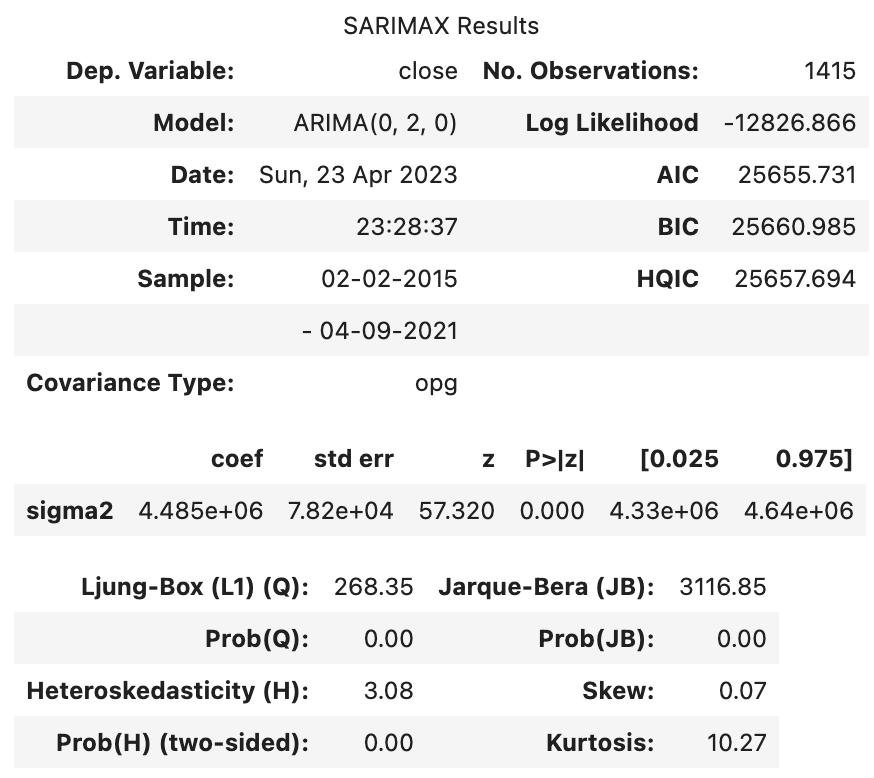 SARIMAX Results
Dep. Variable: close No. Observations: 1415
Model: ARIMA(0, 2, 0) Log Likelihood -12826.866
Date: Sun, 23 Apr 2023 AIC 25655.731
Time: 23:28:37 BIC 25660.985
Sample: 02-02-2015 HQIC 25657.694
- 04-09-2021
Covariance Type: opg
coef std err z P>|z| [0.025 0.975]
sigma2 4.485e+06 7.82e+04 57.320 0.000 4.33e+06 4.64e+06
Ljung-Box (L1) (Q): 268.35 Jarque-Bera (JB): 3116.85
Prob(Q): 0.00 Prob(JB): 0.00
Heteroskedasticity (H): 3.08 Skew: 0.07
Prob(H) (two-sided): 0.00 Kurtosis: 10.27